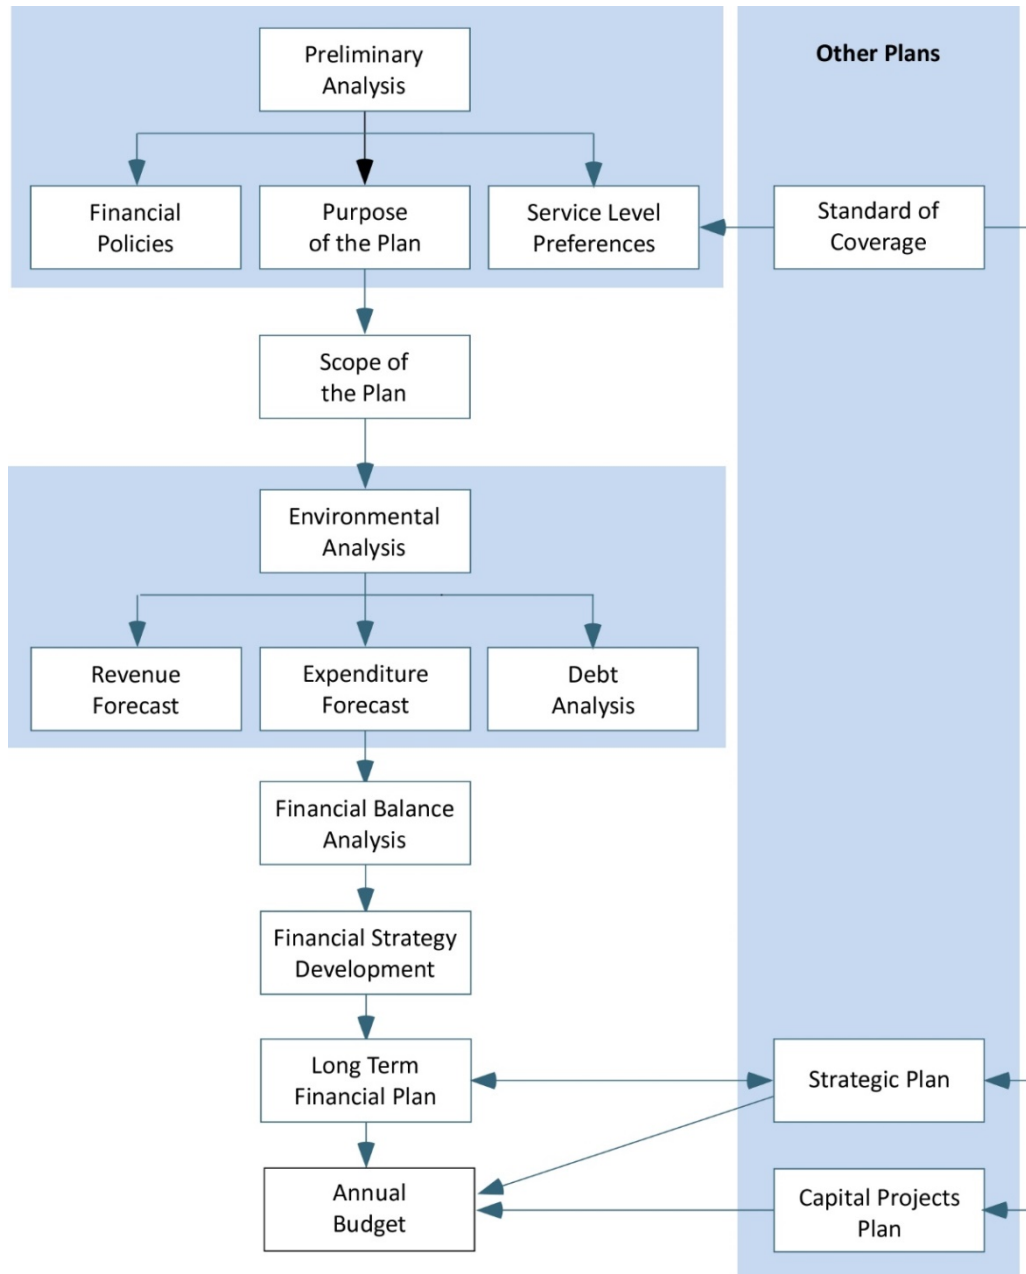 Preliminary
Analysis
Other Plans
Financial
Policies
Purpose
of the Plan
Service Level
Preferences
Standard of
Coverage
Scope of
the Plan
Environmental
Analysis
Revenue
Forecast
Expenditure
Forecast
Debt
Analysis
Financial Balance
Analysis
Financial Strategy
Development
Long Term
Financial Plan
Strategic Plan
Annual
Budget
Capital Projects
Plan